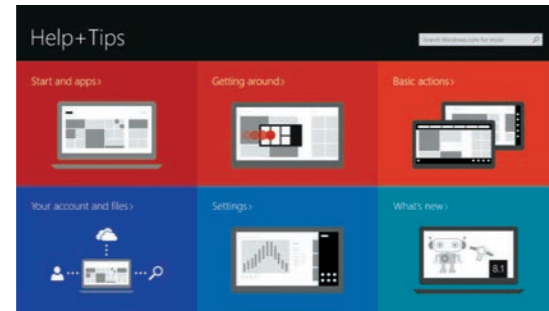 Help+Tips
Search Windows.com for more
Start and apps›
Getting around›
Basic actions›
Your account and files›
Settings›
What's new›
8.1